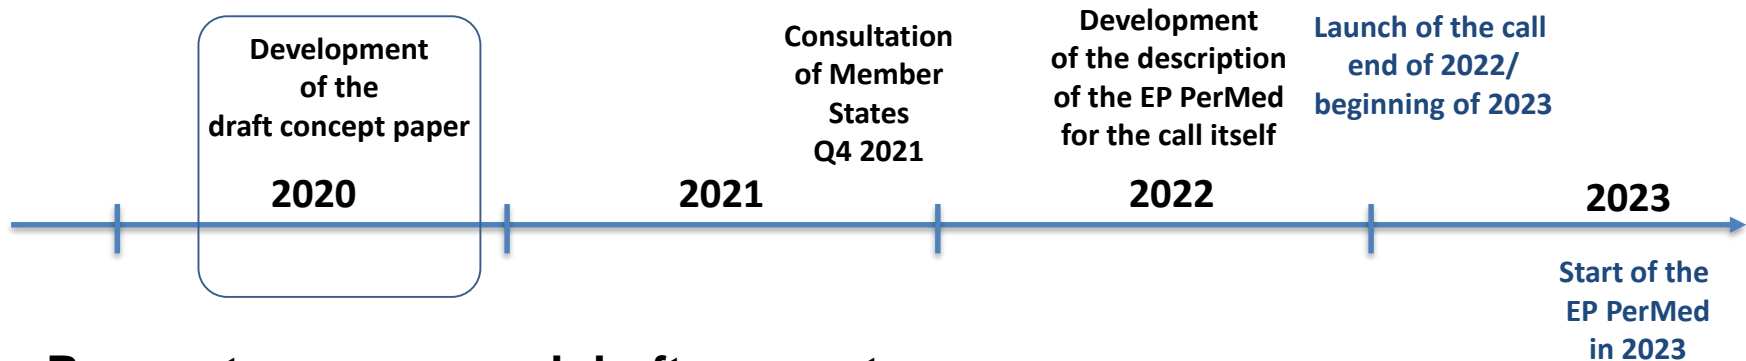 Development
of the
draft concept paper
Consultation
of Member
States
Q4 2021
Development
of the description
of the EP PerMed
for the call itself
Launch of the call
end of 2022/
beginning of 2023
2020
2021
2022
2023
Start of the
EP PerMed
in 2023